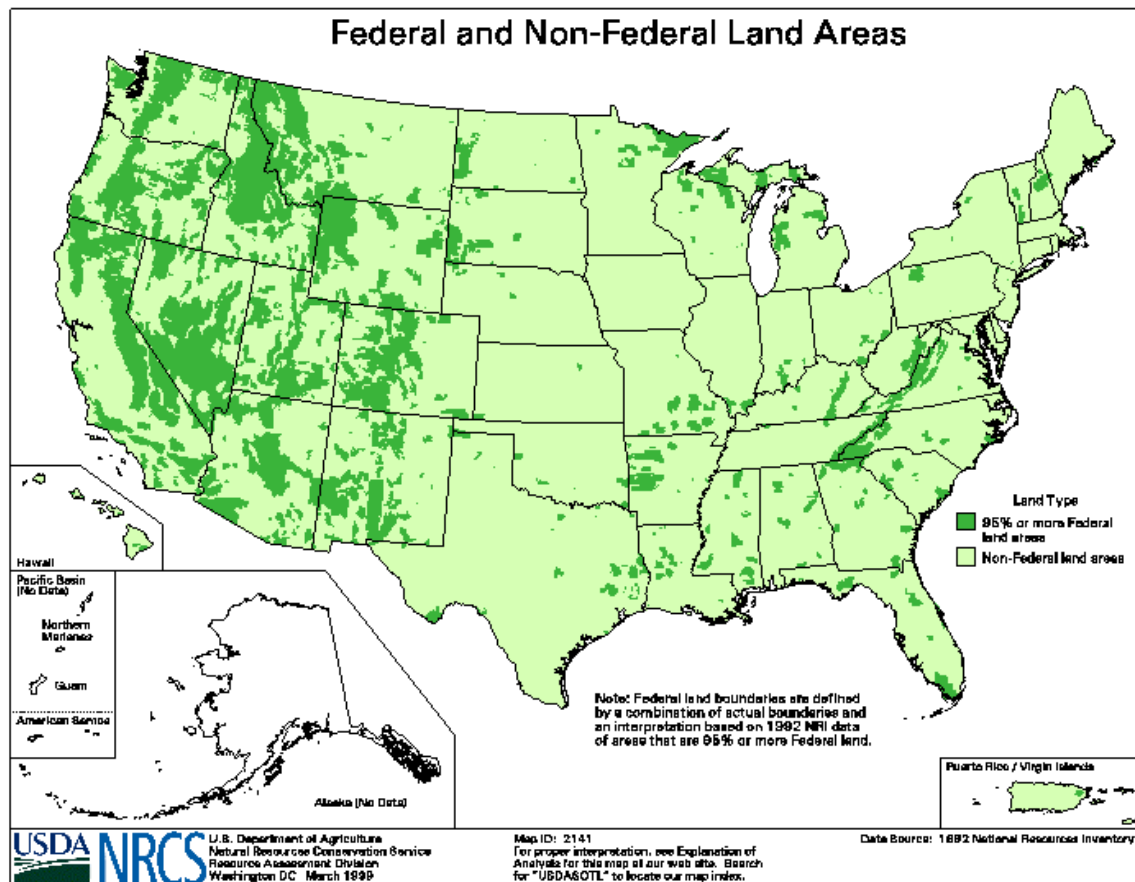 Federal and Non-Federal Land Areas
Land Type
95% or more Federal
land areas
Non-Federal land areas
Hawaii
Pacific Basin
(No Data)
Northern
Marianas
Guam
American Samoa
Alaska (No Data)
Note: Federal land boundaries are defined
by a combination of actual boundaries and
an interpretation based on 1992 NRI data
of areas that are 95% or more Federal land.
Puerto Rico / Virgin Islands
USDA
NRCS
U.S. Department of Agriculture
Natural Resources Conservation Service
Resource Assessment Division
Washington DC March 1999
Map ID: 2141
For proper interpretation, see Explanation of
Analysis for this map at our web site. Search
for "USDASOTL" to locate our map index.
Data Source: 1992 National Resources Inventory